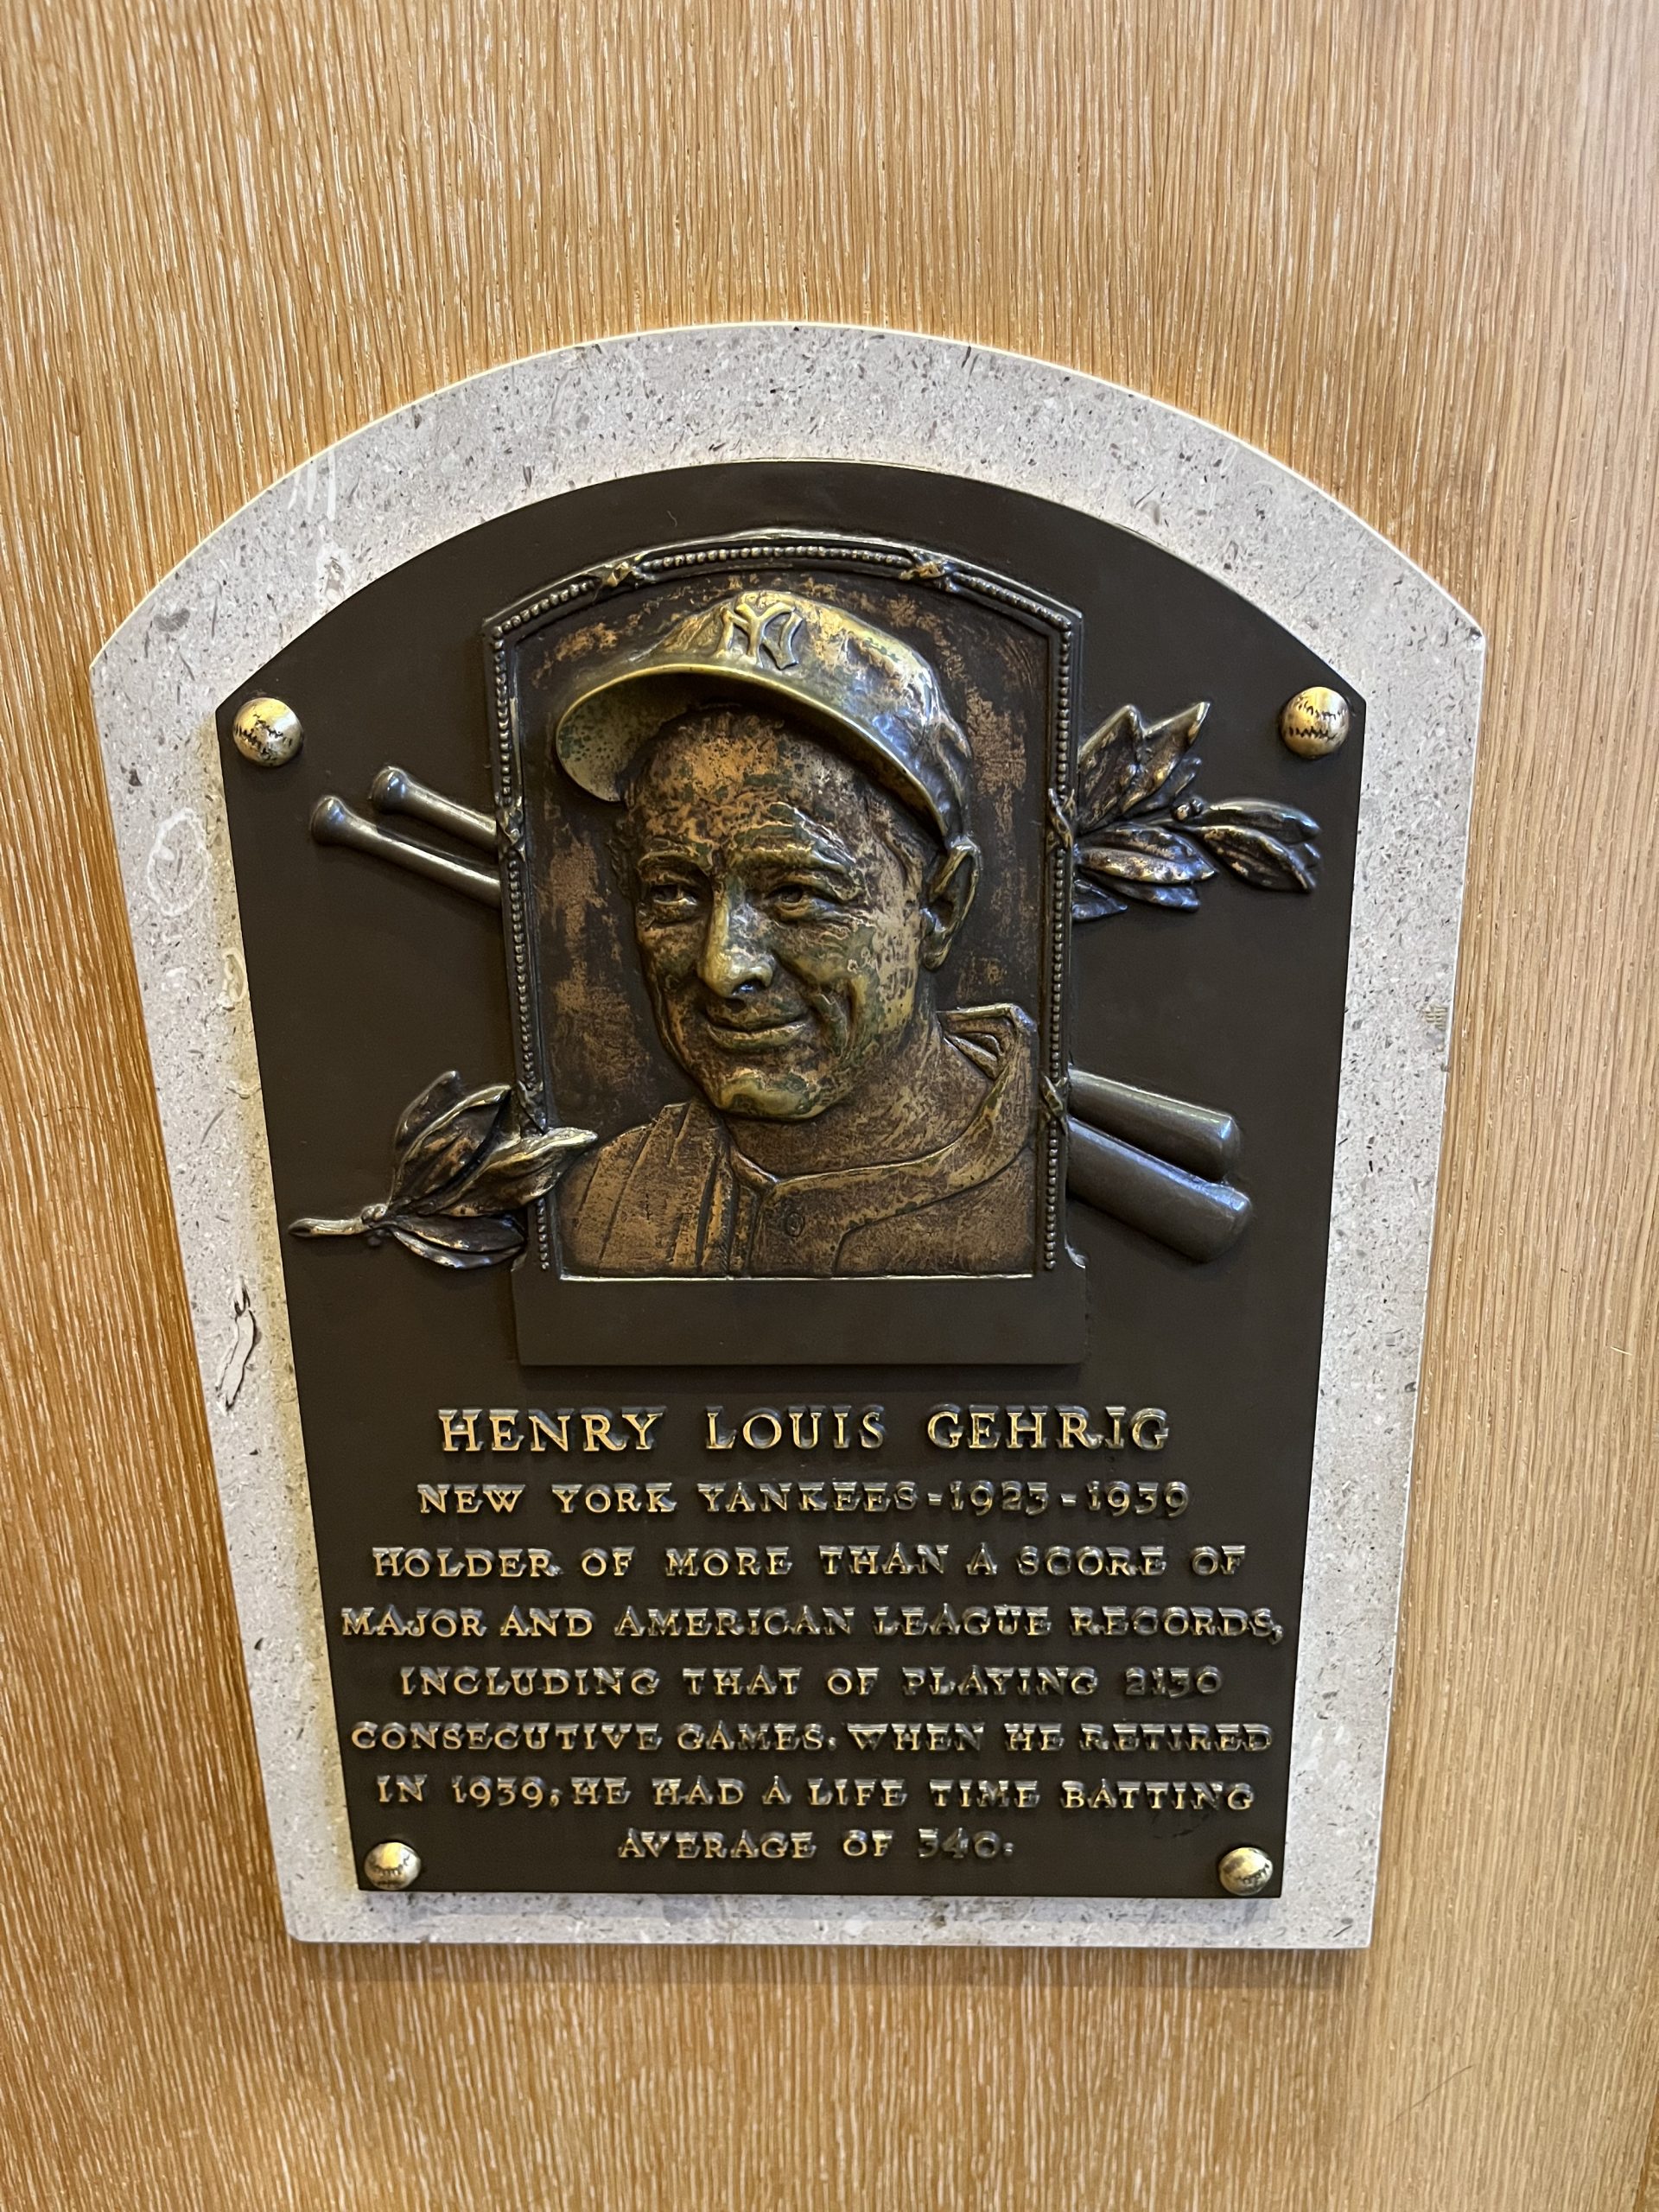 NY
HENRY LOUIS GEHRIG
NEW YORK YANKEES-1923-1939
HOLDER OF MORE THAN A SCORE OF
MAJOR AND AMERICAN LEAGUE RECORDS,
INCLUDING THAT OF PLAYING 2130
CONSECUTIVE GAMES. WHEN HE RETIRED
IN 1939, HE HAD A LIFE TIME BATTING
AVERAGE OF 340.